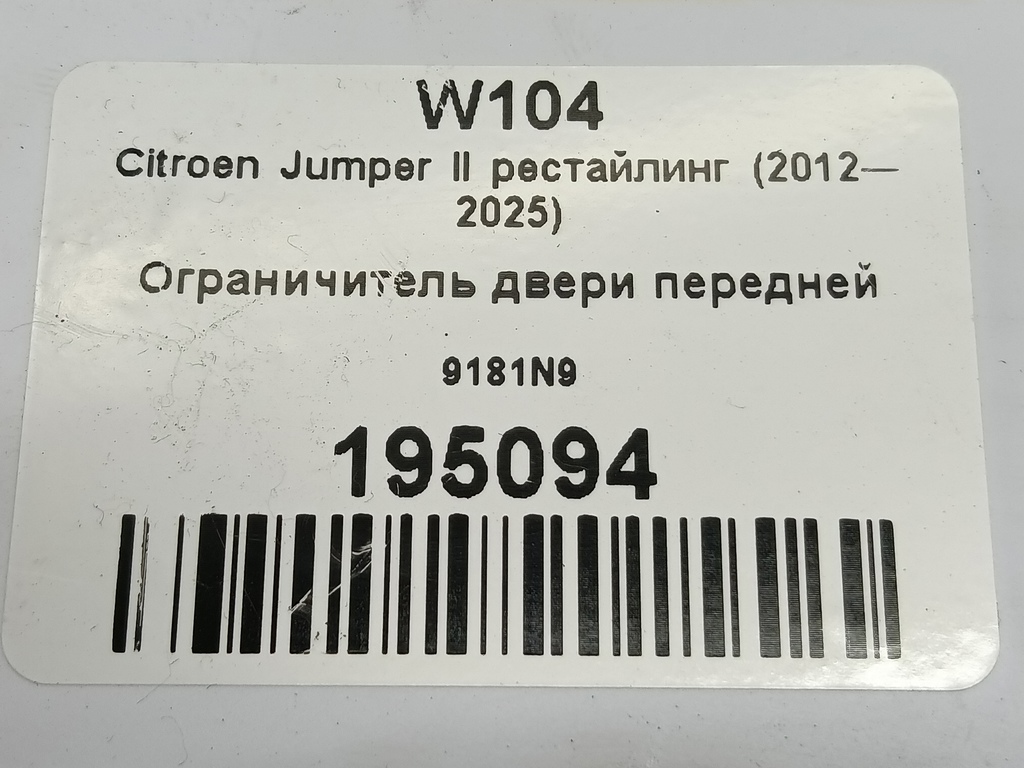 W104
Citroen Jumper II рестайлинг (2012—
2025)
Ограничитель двери передней
9181N9
195094